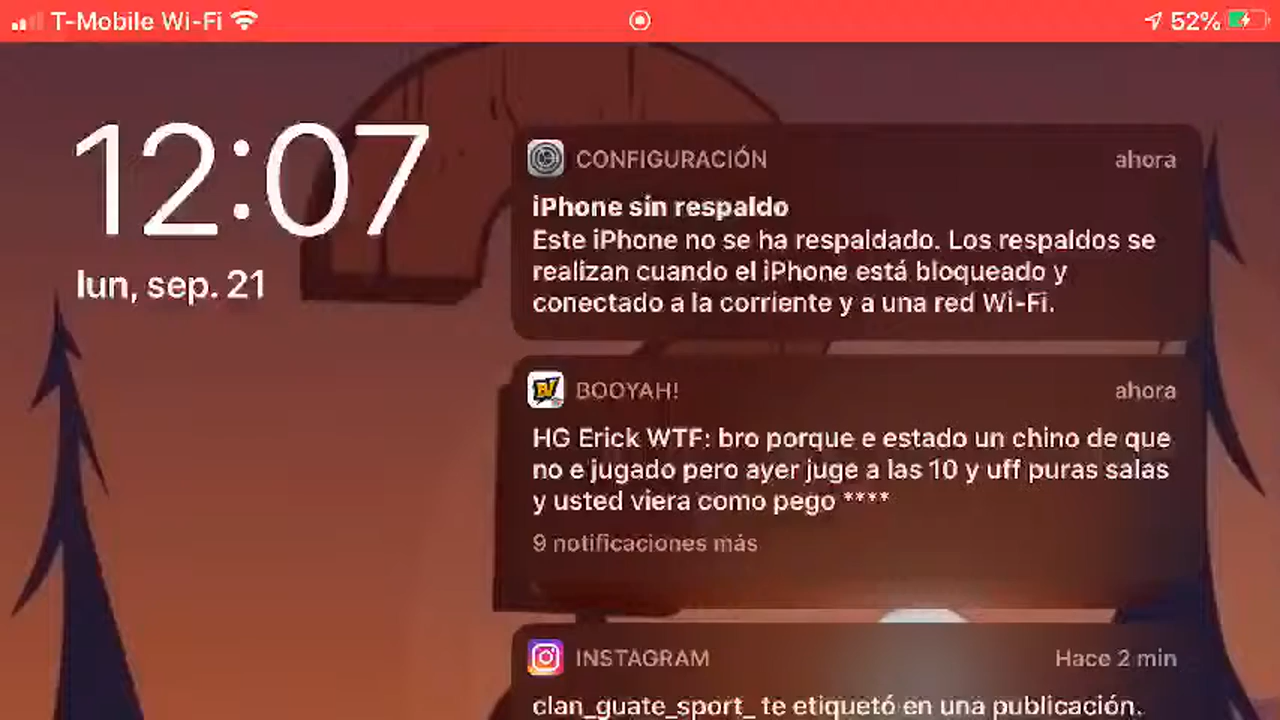 T-Mobile Wi-Fi
52%
12:07
lun, sep. 21
CONFIGURACIÓN ahora
iPhone sin respaldo
Este iPhone no se ha respaldado. Los respaldos se
realizan cuando el iPhone está bloqueado y
conectado a la corriente y a una red Wi-Fi.
BOOYAH! ahora
HG Erick WTF: bro porque e estado un chino de que
no e jugado pero ayer juge a las 10 y uff puras salas
y usted viera como pego ****
9 notificaciones más
INSTAGRAM Hace 2 min
clan_guate_sport_ te etiquetó en una publicación.